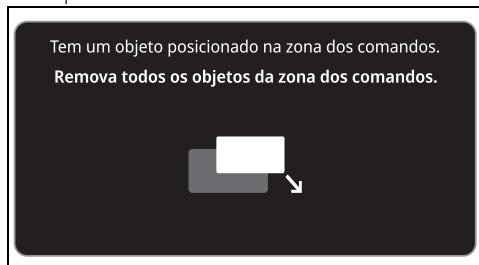 Tem um objeto posicionado na zona dos comandos.
Remova todos os objetos da zona dos comandos.